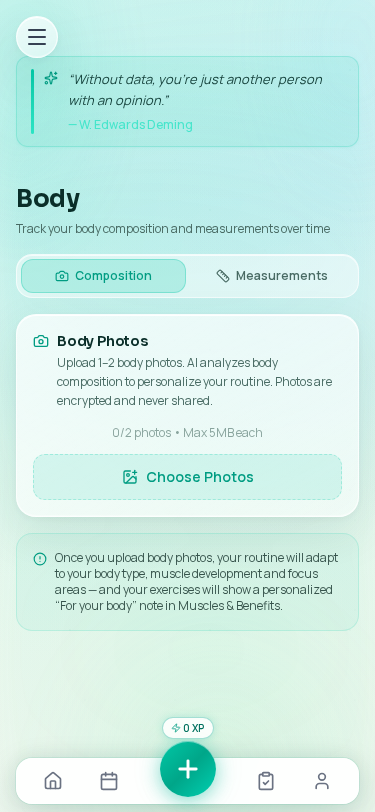 “Without data, you're just another person
with an opinion.”
— W. Edwards Deming
Body
Track your body composition and measurements over time
Composition
Measurements
Body Photos
Upload 1–2 body photos. AI analyzes body
composition to personalize your routine. Photos are
encrypted and never shared.
0/2 photos • Max 5MB each
Choose Photos
Once you upload body photos, your routine will adapt
to your body type, muscle development and focus
areas — and your exercises will show a personalized
"For your body" note in Muscles & Benefits.
0 XP